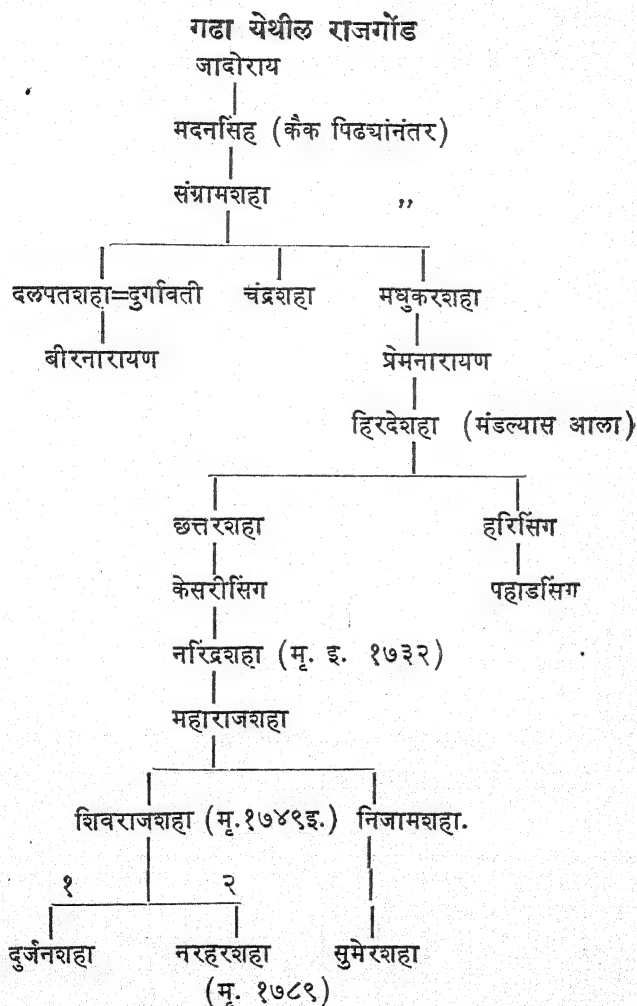 गढा येथील राजगोंड
जादोराय
मदनसिंह (कैक पिढ्यांनंतर)
संग्रामशहा ,,
दलपतशहा=दुर्गावती चंद्रशहा मधुकरशहा
बीरनारायण प्रेमनारायण
हिरदेशहा (मंडल्यास आला)
छत्तरशहा हरिसिंग
केसरीसिंग पहाडसिंग
नरिंद्रशहा (मृ. इ. १७३२)
महाराजशहा
शिवराजशहा (मृ.१७४९इ.) निजामशहा.
१ २
दुर्जनशहा नरहरशहा सुमेरशहा
(मृ. १७८९)